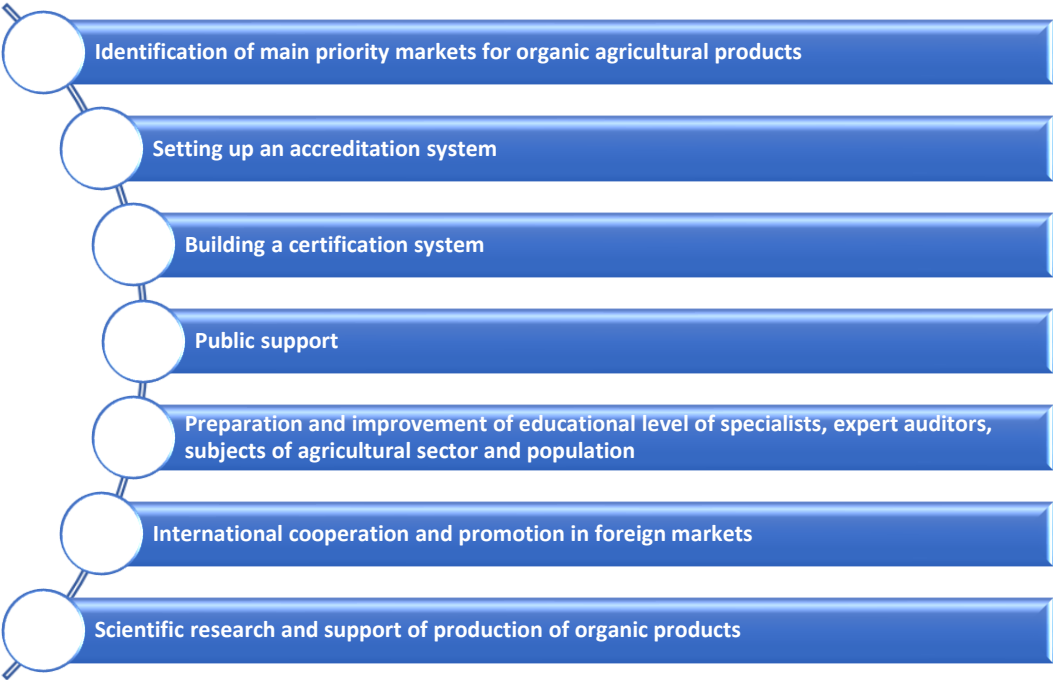 Identification of main priority markets for organic agricultural products
Setting up an accreditation system
Building a certification system
Public support
Preparation and improvement of educational level of specialists, expert auditors,
subjects of agricultural sector and population
International cooperation and promotion in foreign markets
Scientific research and support of production of organic products